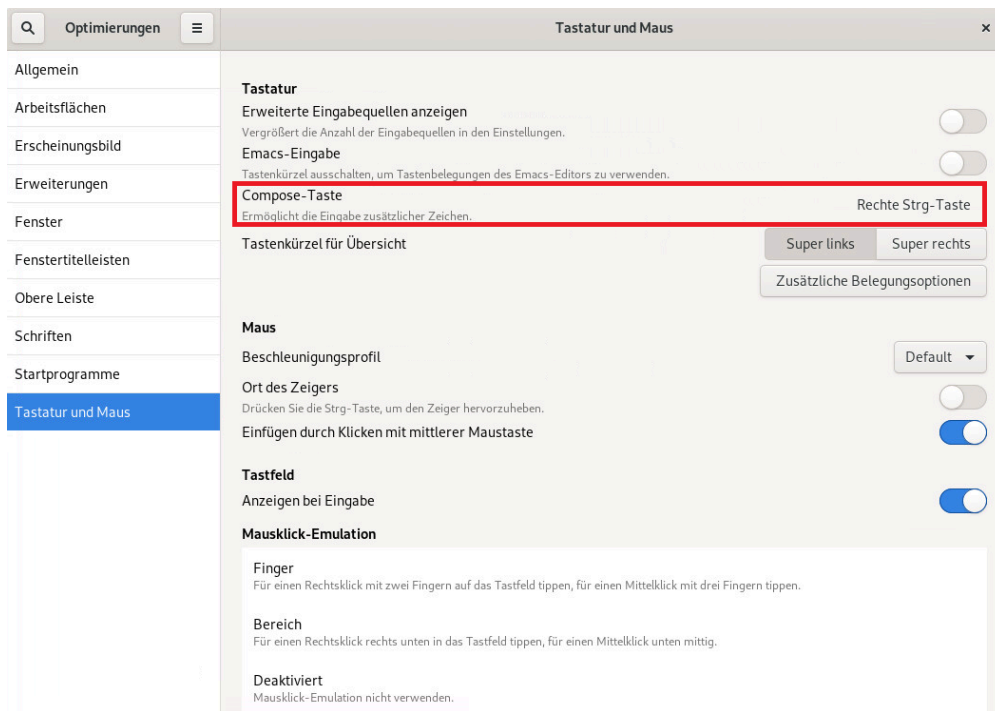 Optimierungen
Tastatur und Maus
Allgemein
Arbeitsflächen
Erscheinungsbild
Erweiterungen
Fenster
Fenstertitelleisten
Obere Leiste
Schriften
Startprogramme
Tastatur und Maus
Tastatur
Erweiterte Eingabequellen anzeigen
Vergrößert die Anzahl der Eingabequellen in den Einstellungen.
Emacs-Eingabe
Tastenkürzel ausschalten, um Tastenbelegungen des Emacs-Editors zu verwenden.
Compose-Taste
Rechte Strg-Taste
Ermöglicht die Eingabe zusätzlicher Zeichen.
Tastenkürzel für Übersicht
Super links
Super rechts
Zusätzliche Belegungsoptionen
Maus
Beschleunigungsprofil
Default
Ort des Zeigers
Drücken Sie die Strg-Taste, um den Zeiger hervorzuheben.
Einfügen durch Klicken mit mittlerer Maustaste
Tastfeld
Anzeigen bei Eingabe
Mausklick-Emulation
Finger
Für einen Rechtsklick mit zwei Fingern auf das Tastfeld tippen, für einen Mittelklick mit drei Fingern tippen.
Bereich
Für einen Rechtsklick rechts unten in das Tastfeld tippen, für einen Mittelklick unten mittig.
Deaktiviert
Mausklick-Emulation nicht verwenden.